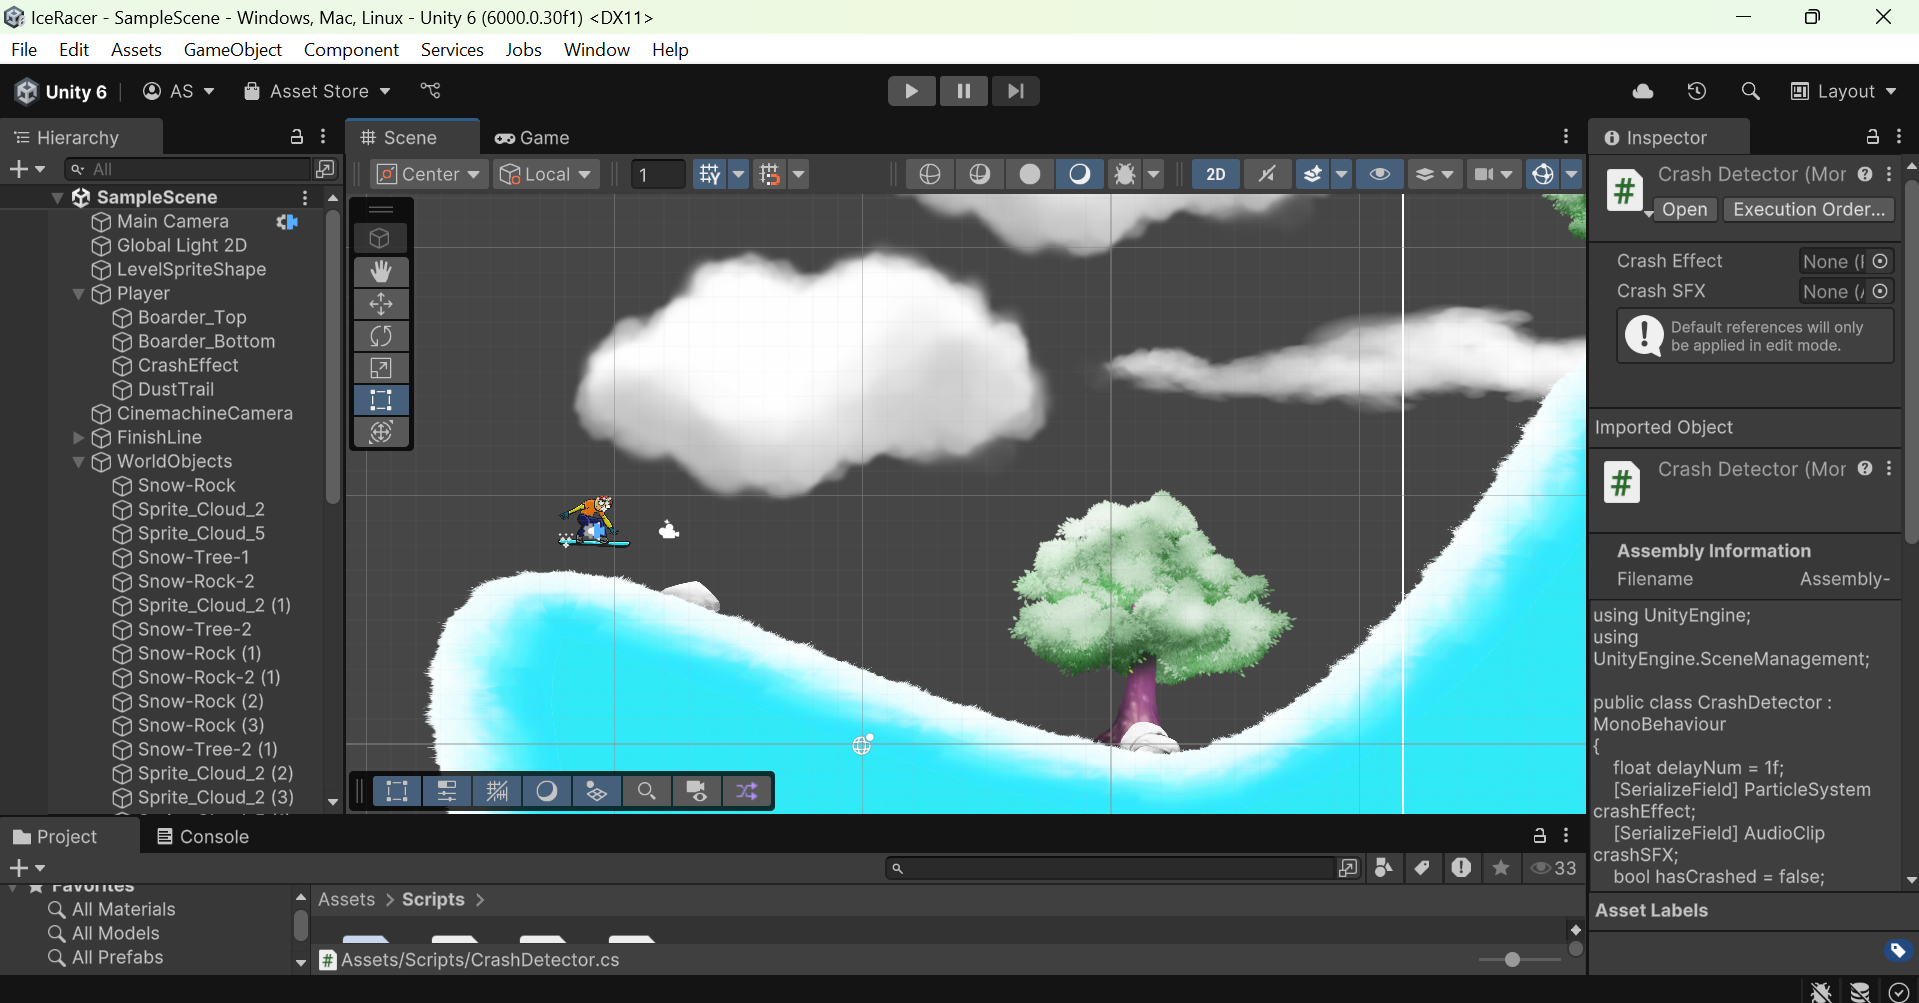 IceRacer - SampleScene - Windows, Mac, Linux - Unity 6 (6000.0.30f1) <DX11>
File Edit Assets GameObject Component Services Jobs Window Help
Unity 6 AS Asset Store Layout
Hierarchy
All
SampleScene
Main Camera
Global Light 2D
LevelSpriteShape
Player
Boarder_Top
Boarder_Bottom
CrashEffect
DustTrail
CinemachineCamera
FinishLine
WorldObjects
Snow-Rock
Sprite_Cloud_2
Sprite_Cloud_5
Snow-Tree-1
Snow-Rock-2
Sprite_Cloud_2 (1)
Snow-Tree-2
Snow-Rock (1)
Snow-Rock-2 (1)
Snow-Rock (2)
Snow-Rock (3)
Snow-Tree-2 (1)
Sprite_Cloud_2 (2)
Sprite_Cloud_2 (3)
Scene Game
Center Local 1 2D
Inspector
Crash Detector (Mor
Open Execution Order...
Crash Effect None (
Crash SFX None (
Default references will only
be applied in edit mode.
Imported Object
Crash Detector (Mor
Assembly Information
Filename Assembly-
using UnityEngine;
using
UnityEngine.SceneManagement;
public class CrashDetector :
MonoBehaviour
{
float delayNum = 1f;
[SerializeField] ParticleSystem
crashEffect;
[SerializeField] AudioClip
crashSFX;
bool hasCrashed = false;
Asset Labels
Project Console
33
Favorites
All Materials
All Models
All Prefabs
Assets > Scripts >
Assets/Scripts/CrashDetector.cs